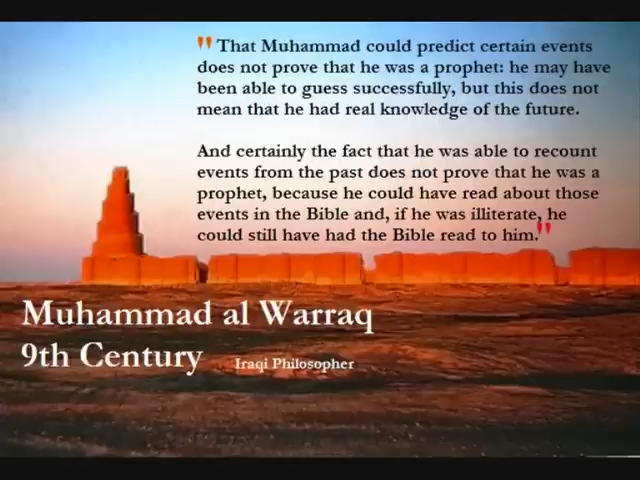 "That Muhammad could predict certain events
does not prove that he was a prophet: he may have
been able to guess successfully, but this does not
mean that he had real knowledge of the future.
And certainly the fact that he was able to recount
events from the past does not prove that he was a
prophet, because he could have read about those
events in the Bible and, if he was illiterate, he
could still have had the Bible read to him."
Muhammad al Warraq
9th Century Iraqi Philosopher